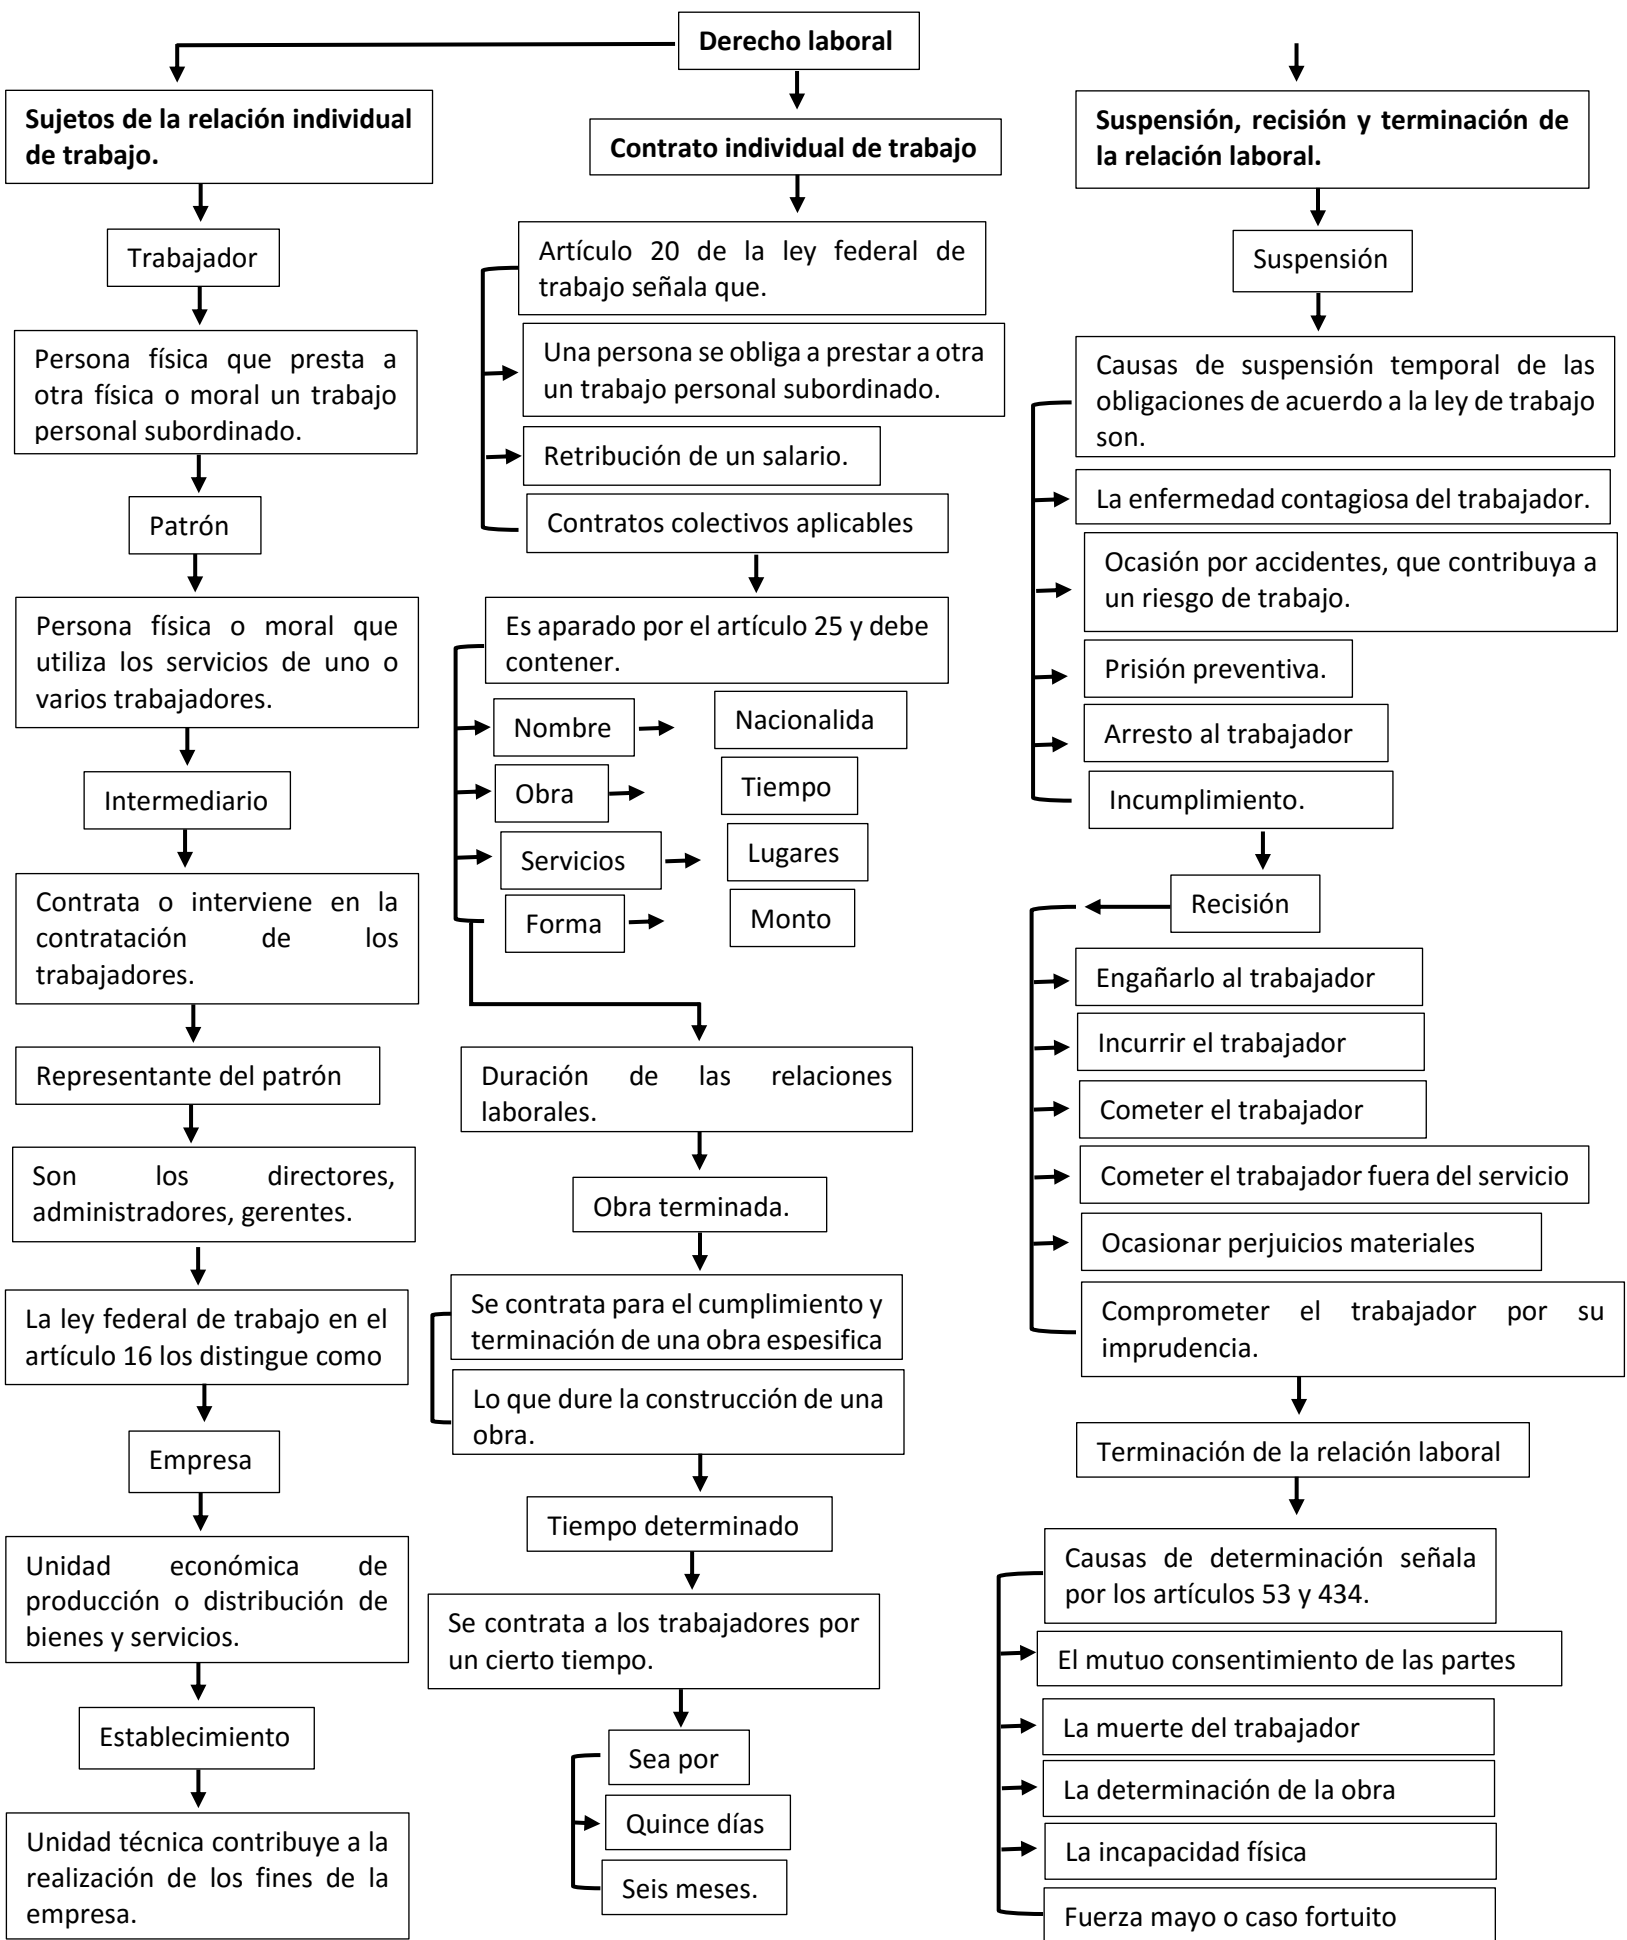 Derecho laboral
Sujetos de la relación individual
de trabajo.
Trabajador
Persona física que presta a
otra física o moral un trabajo
personal subordinado.
Patrón
Persona física o moral que
utiliza los servicios de uno o
varios trabajadores.
Intermediario
Contrata o interviene en la
contratación de los
trabajadores.
Representante del patrón
Son los directores,
administradores, gerentes.
La ley federal de trabajo en el
artículo 16 los distingue como
Empresa
Unidad económica de
producción o distribución de
bienes y servicios.
Establecimiento
Unidad técnica contribuye a la
realización de los fines de la
empresa.
Contrato individual de trabajo
Artículo 20 de la ley federal de
trabajo señala que.
Una persona se obliga a prestar a otra
un trabajo personal subordinado.
Retribución de un salario.
Contratos colectivos aplicables
Es aparado por el artículo 25 y debe
contener.
Nombre
Nacionalida
Obra
Tiempo
Servicios
Lugares
Forma
Monto
Duración de las relaciones
laborales.
Obra terminada.
Se contrata para el cumplimiento y
terminación de una obra espesifica
Lo que dure la construcción de una
obra.
Tiempo determinado
Se contrata a los trabajadores por
un cierto tiempo.
Sea por
Quince días
Seis meses.
Suspensión, recisión y terminación de
la relación laboral.
Suspensión
Causas de suspensión temporal de las
obligaciones de acuerdo a la ley de trabajo
son.
La enfermedad contagiosa del trabajador.
Ocasión por accidentes, que contribuya a
un riesgo de trabajo.
Prisión preventiva.
Arresto al trabajador
Incumplimiento.
Recisión
Engañarlo al trabajador
Incurrir el trabajador
Cometer el trabajador
Cometer el trabajador fuera del servicio
Ocasionar perjuicios materiales
Comprometer el trabajador por su
imprudencia.
Terminación de la relación laboral
Causas de determinación señala
por los artículos 53 y 434.
El mutuo consentimiento de las partes
La muerte del trabajador
La determinación de la obra
La incapacidad física
Fuerza mayo o caso fortuito